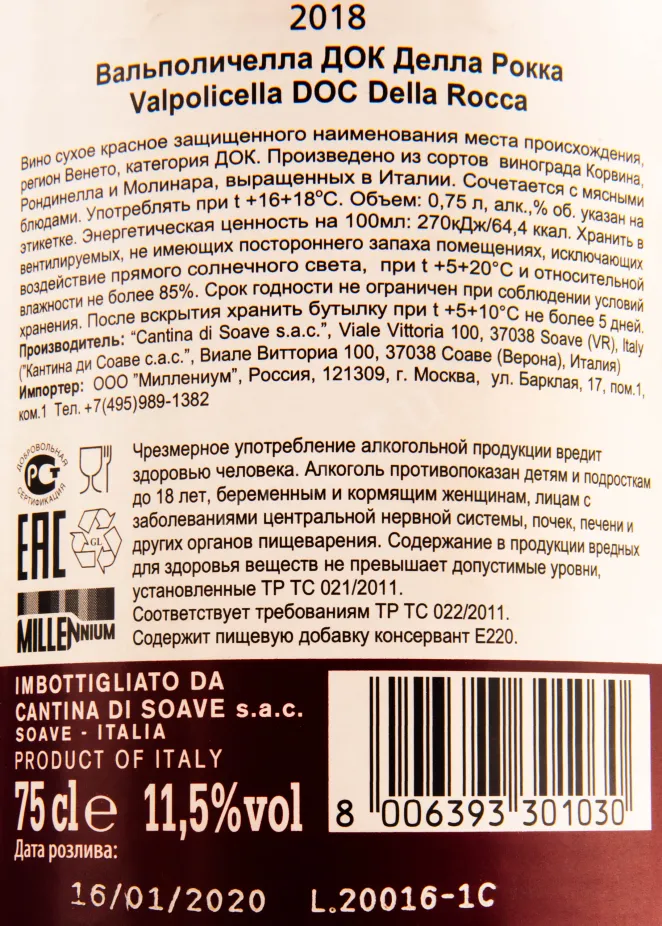 2018
Вальполичелла ДОК Делла Рокка
Valpolicella DOC Della Rocca
Вино сухое красное защищенного наименования места происхождения,
регион Венето, категория ДОК. Произведено из сортов винограда Корвина,
Рондинелла и Молинара, выращенных в Италии. Сочетается с мясными
блюдами. Употреблять при t +16+18°C. Объем: 0,75 л, алк.,% об. указан на
этикетке. Энергетическая ценность на 100мл: 270кДж/64,4 ккал. Хранить в
вентилируемых, не имеющих постороннего запаха помещениях, исключающих
воздействие прямого солнечного света, при t +5+20°C и относительной
влажности не более 85%. Срок годности не ограничен при соблюдении условий
хранения. После вскрытия хранить бутылку при t +5+10°C не более 5 дней.
Производитель: “Cantina di Soave s.a.c.”, Viale Vittoria 100, 37038 Soave (VR), Italy
(“Кантина ди Соаве с.а.с.”, Виале Виттория 100, 37038 Соаве (Верона), Италия)
Импортер: ООО “Миллениум”, Россия, 121309, г. Москва, ул. Барклая, 17, пом.1,
ком.1 Тел. +7(495)989-1382
ДОБРОВОЛЬНАЯ
РСТ
СЕРТИФИКАЦИЯ
Чрезмерное употребление алкогольной продукции вредит
здоровью человека. Алкоголь противопоказан детям и подросткам
до 18 лет, беременным и кормящим женщинам, лицам с
заболеваниями центральной нервной системы, почек, печени и
других органов пищеварения. Содержание в продукции вредных
для здоровья веществ не превышает допустимые уровни,
установленные ТР ТС 021/2011.
Соответствует требованиям ТР ТС 022/2011.
Содержит пищевую добавку консервант Е220.
EAC
GL
MILLENNIUM
IMBOTTIGLIATO DA
CANTINA DI SOAVE s.a.c.
SOAVE - ITALIA
PRODUCT OF ITALY
75 cl e 11,5%vol
8 006393 301030
Дата розлива:
16/01/2020 L.20016-1C